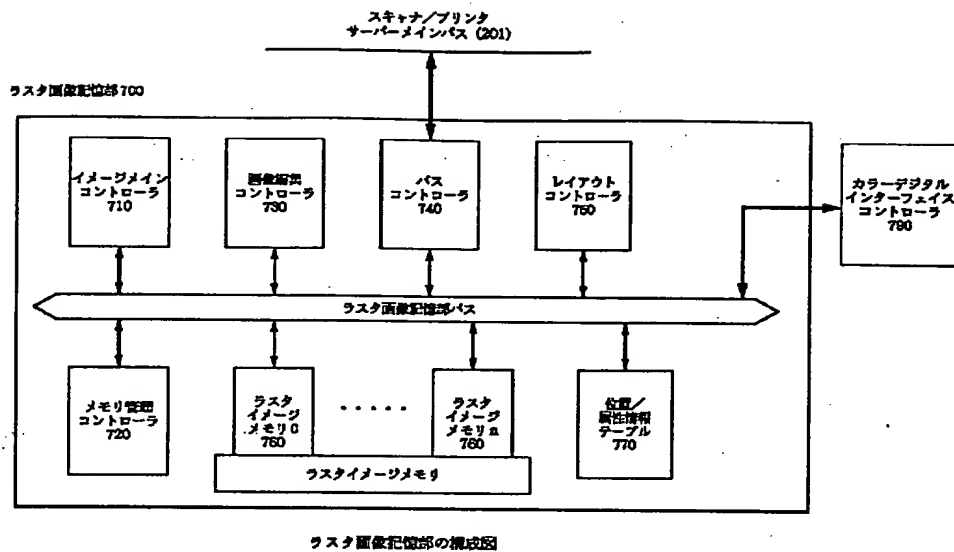 スキャナ／プリンタ
サーバーメインバス (201)
ラスタ画像記憶部 700
イメージメイン
コントローラ
710
画像編集
コントローラ
730
バス
コントローラ
740
レイアウト
コントローラ
750
カラーデジタル
インターフェイス
コントローラ
790
ラスタ画像記憶部バス
メモリ管理
コントローラ
720
ラスタ
イメージ
メモリ0
760
・・・・・
ラスタ
イメージ
メモリn
760
位置／
属性情報
テーブル
770
ラスタイメージメモリ
ラスタ画像記憶部の構成図